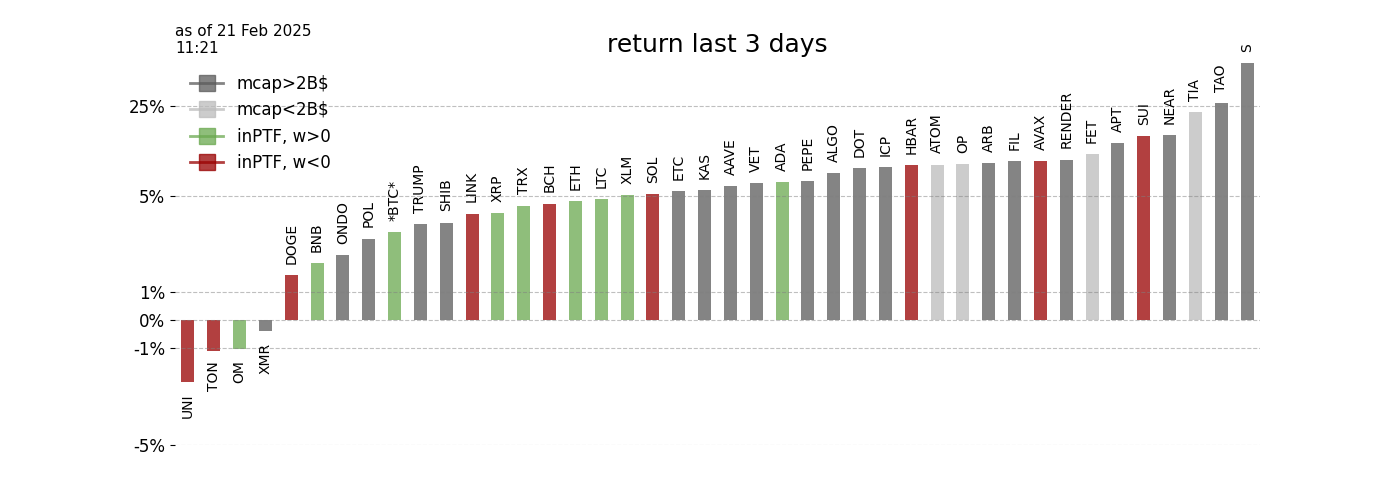 as of 21 Feb 2025
11:21
return last 3 days
mcap>2B$
mcap<2B$
inPTF, w>0
inPTF, w<0
25%
5%
1%
0%
-1%
-5%
UNI
TON
OM
XMR
DOGE
BNB
ONDO
POL
*BTC*
TRUMP
SHIB
LINK
XRP
TRX
BCH
ETH
LTC
XLM
SOL
ETC
KAS
AAVE
VET
ADA
PEPE
ALGO
DOT
ICP
HBAR
ATOM
OP
ARB
FIL
AVAX
RENDER
FET
APT
SUI
NEAR
TIA
TAO
S